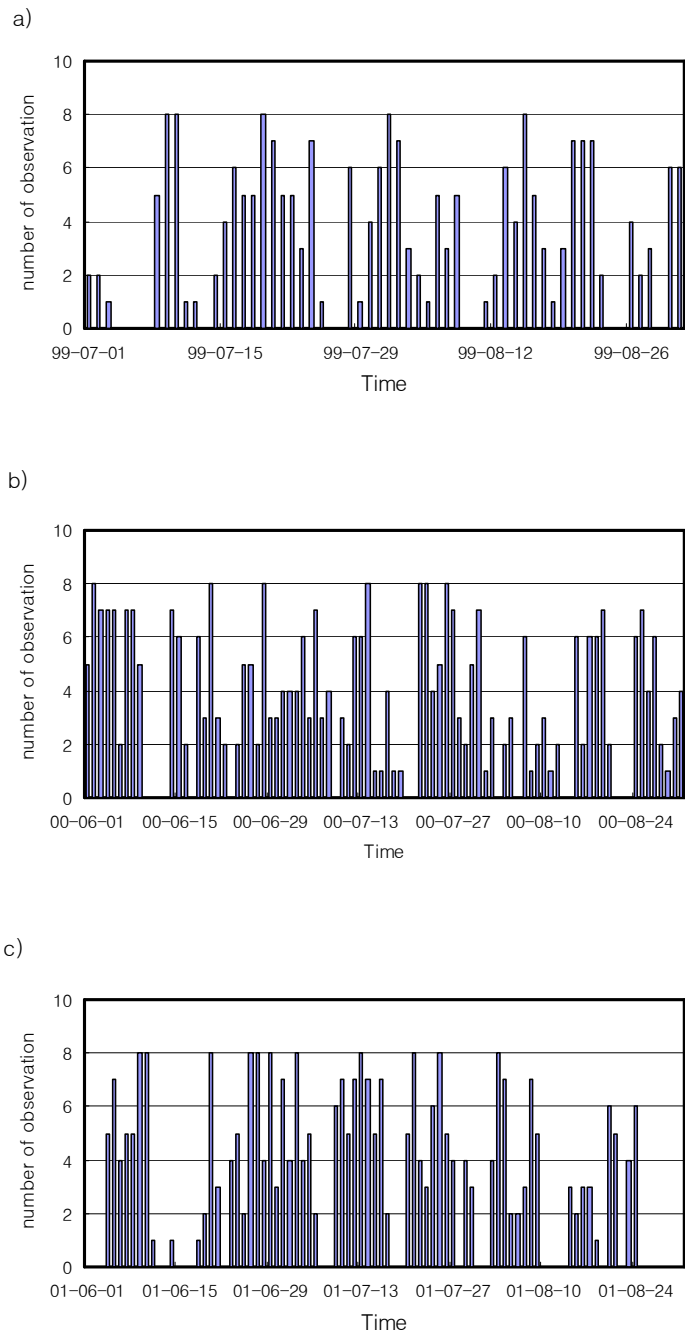 a)
number of observation
10
8
6
4
2
0
99-07-01 99-07-15 99-07-29 99-08-12 99-08-26
Time
b)
number of observation
10
8
6
4
2
0
00-06-01 00-06-15 00-06-29 00-07-13 00-07-27 00-08-10 00-08-24
Time
c)
number of observation
10
8
6
4
2
0
01-06-01 01-06-15 01-06-29 01-07-13 01-07-27 01-08-10 01-08-24
Time